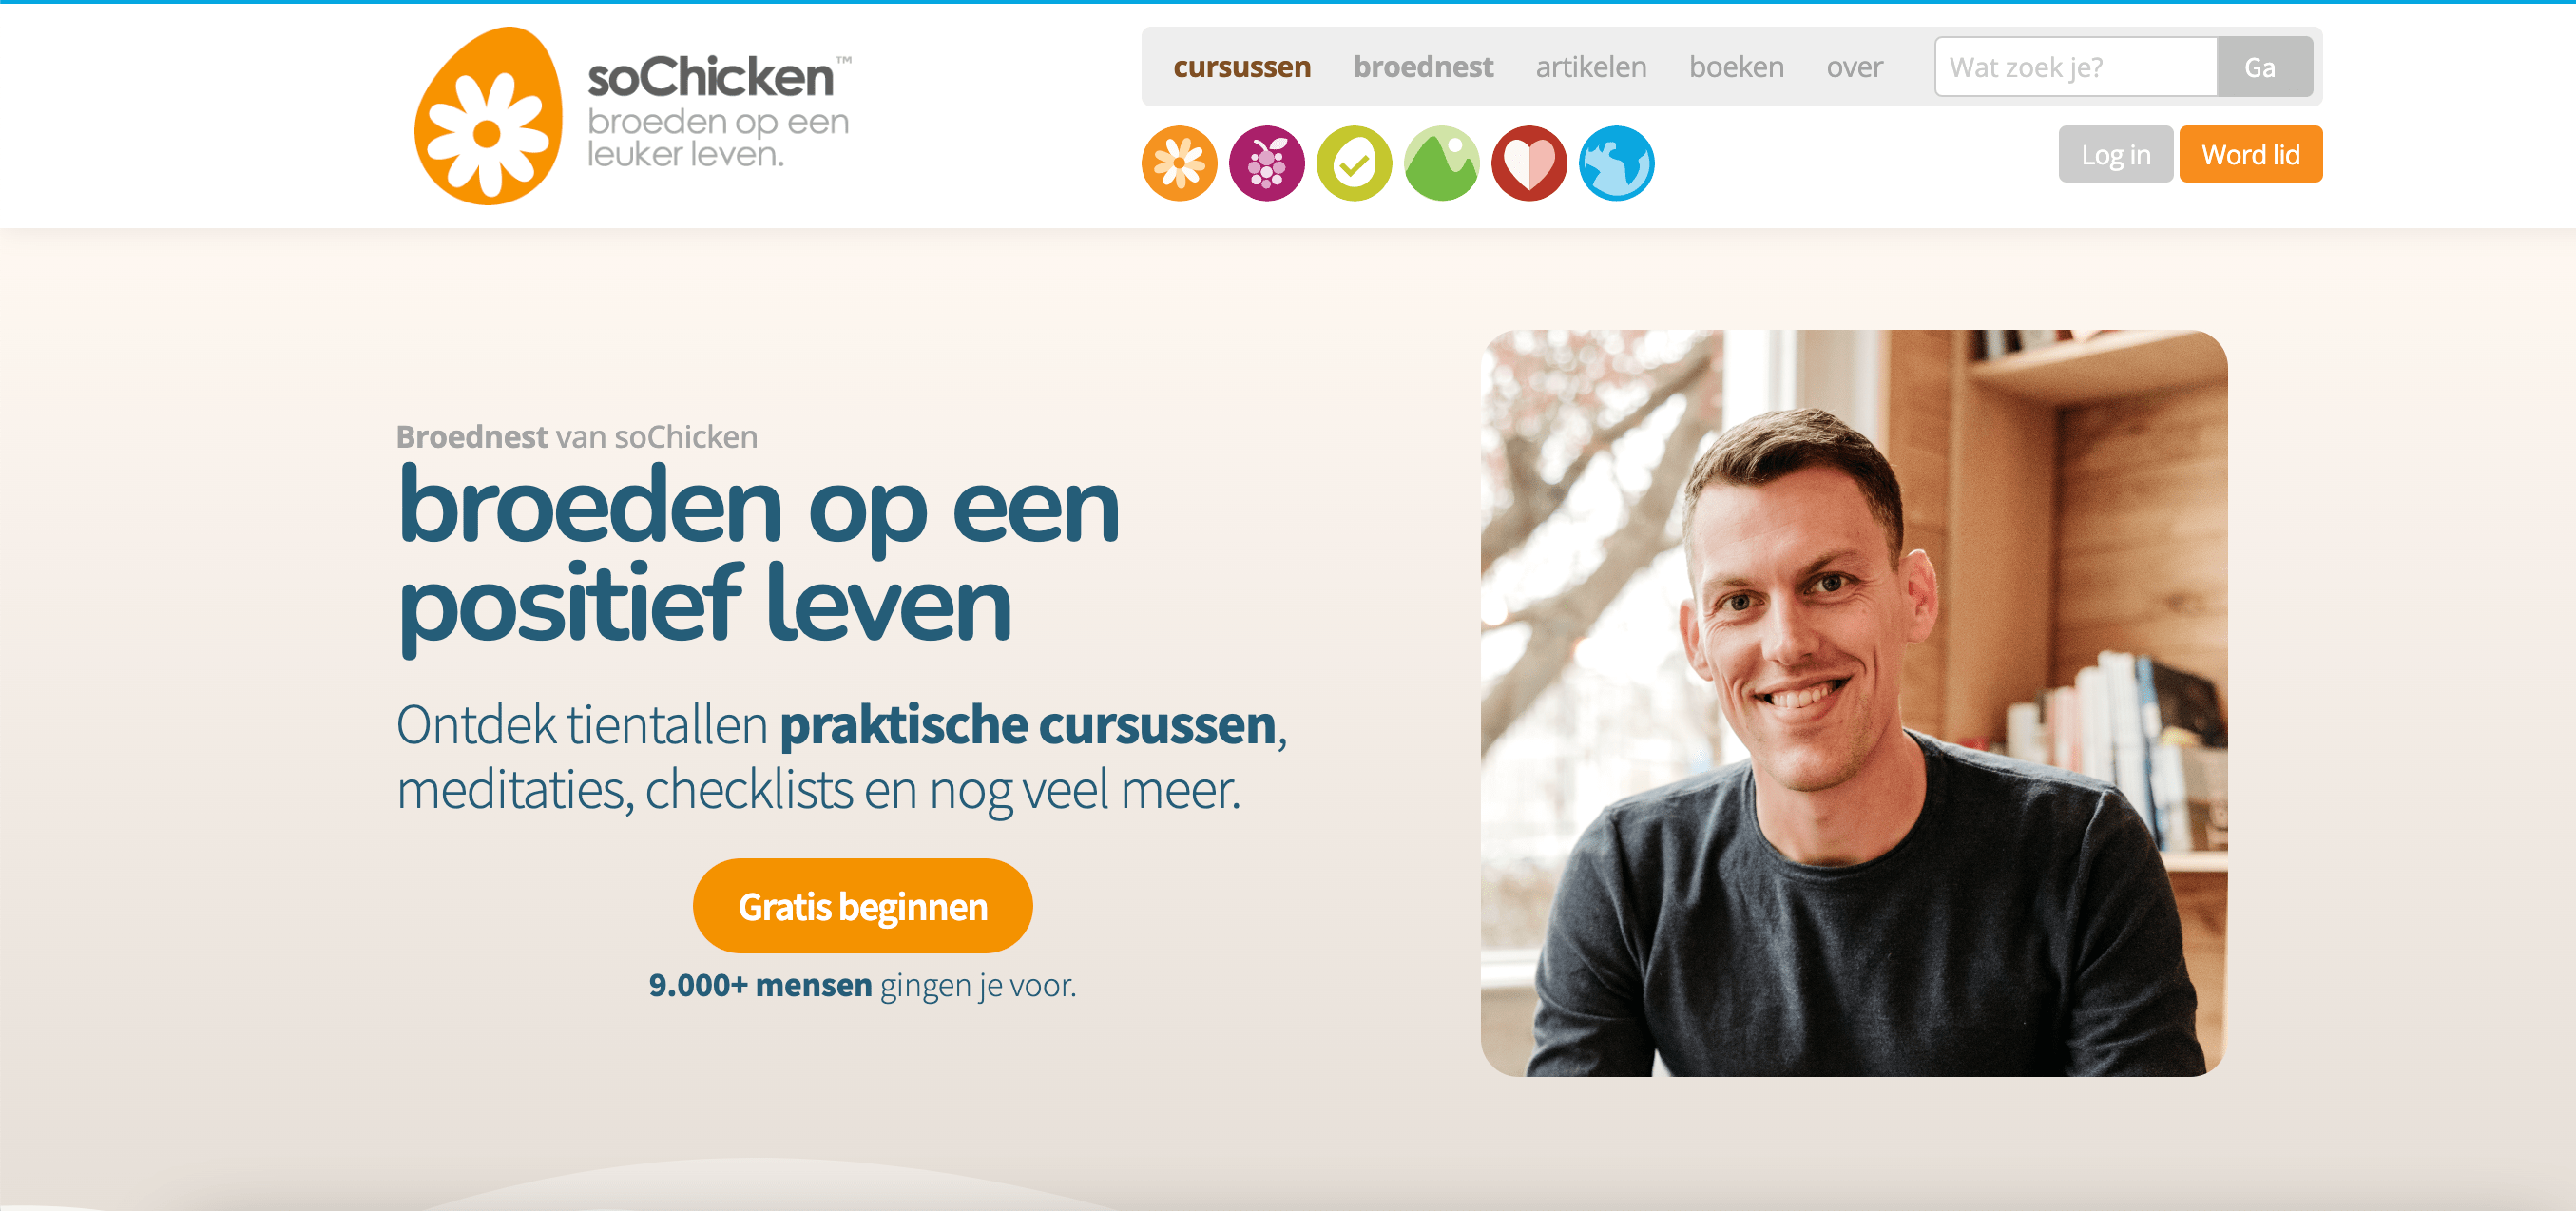 soChicken™
broeden op een
leuker leven.
cursussen broednest artikelen boeken over Wat zoek je? Ga
Log in Word lid
Broednest van soChicken
broeden op een
positief leven
Ontdek tientallen praktische cursussen,
meditaties, checklists en nog veel meer.
Gratis beginnen
9.000+ mensen gingen je voor.